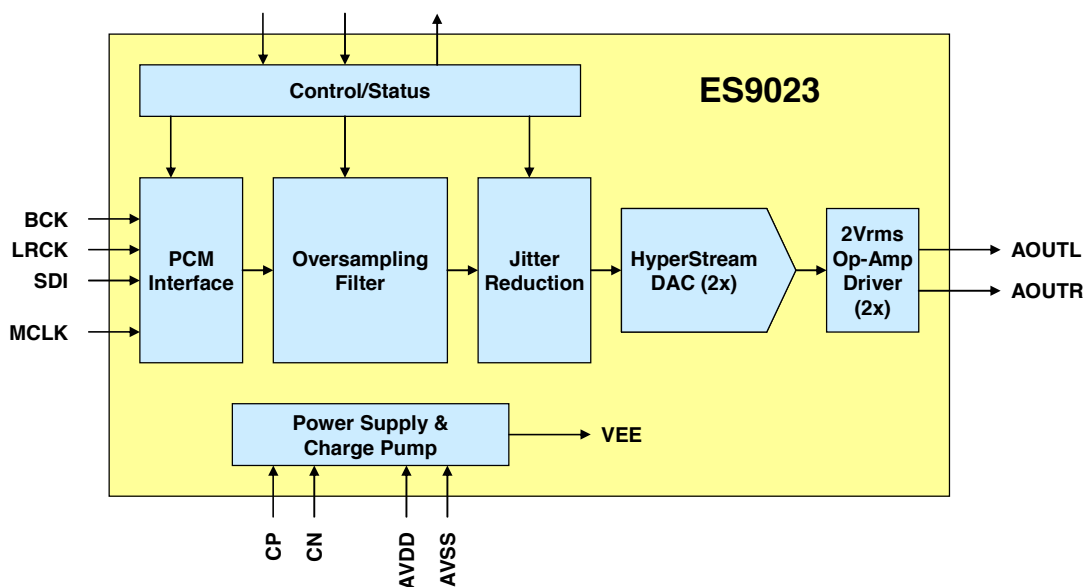 Control/Status
ES9023
BCK
LRCK
SDI
MCLK
PCM
Interface
Oversampling
Filter
Jitter
Reduction
HyperStream
DAC (2x)
2Vrms
Op-Amp
Driver
(2x)
AOUTL
AOUTR
Power Supply &
Charge Pump
VEE
CP
CN
AVDD
AVSS